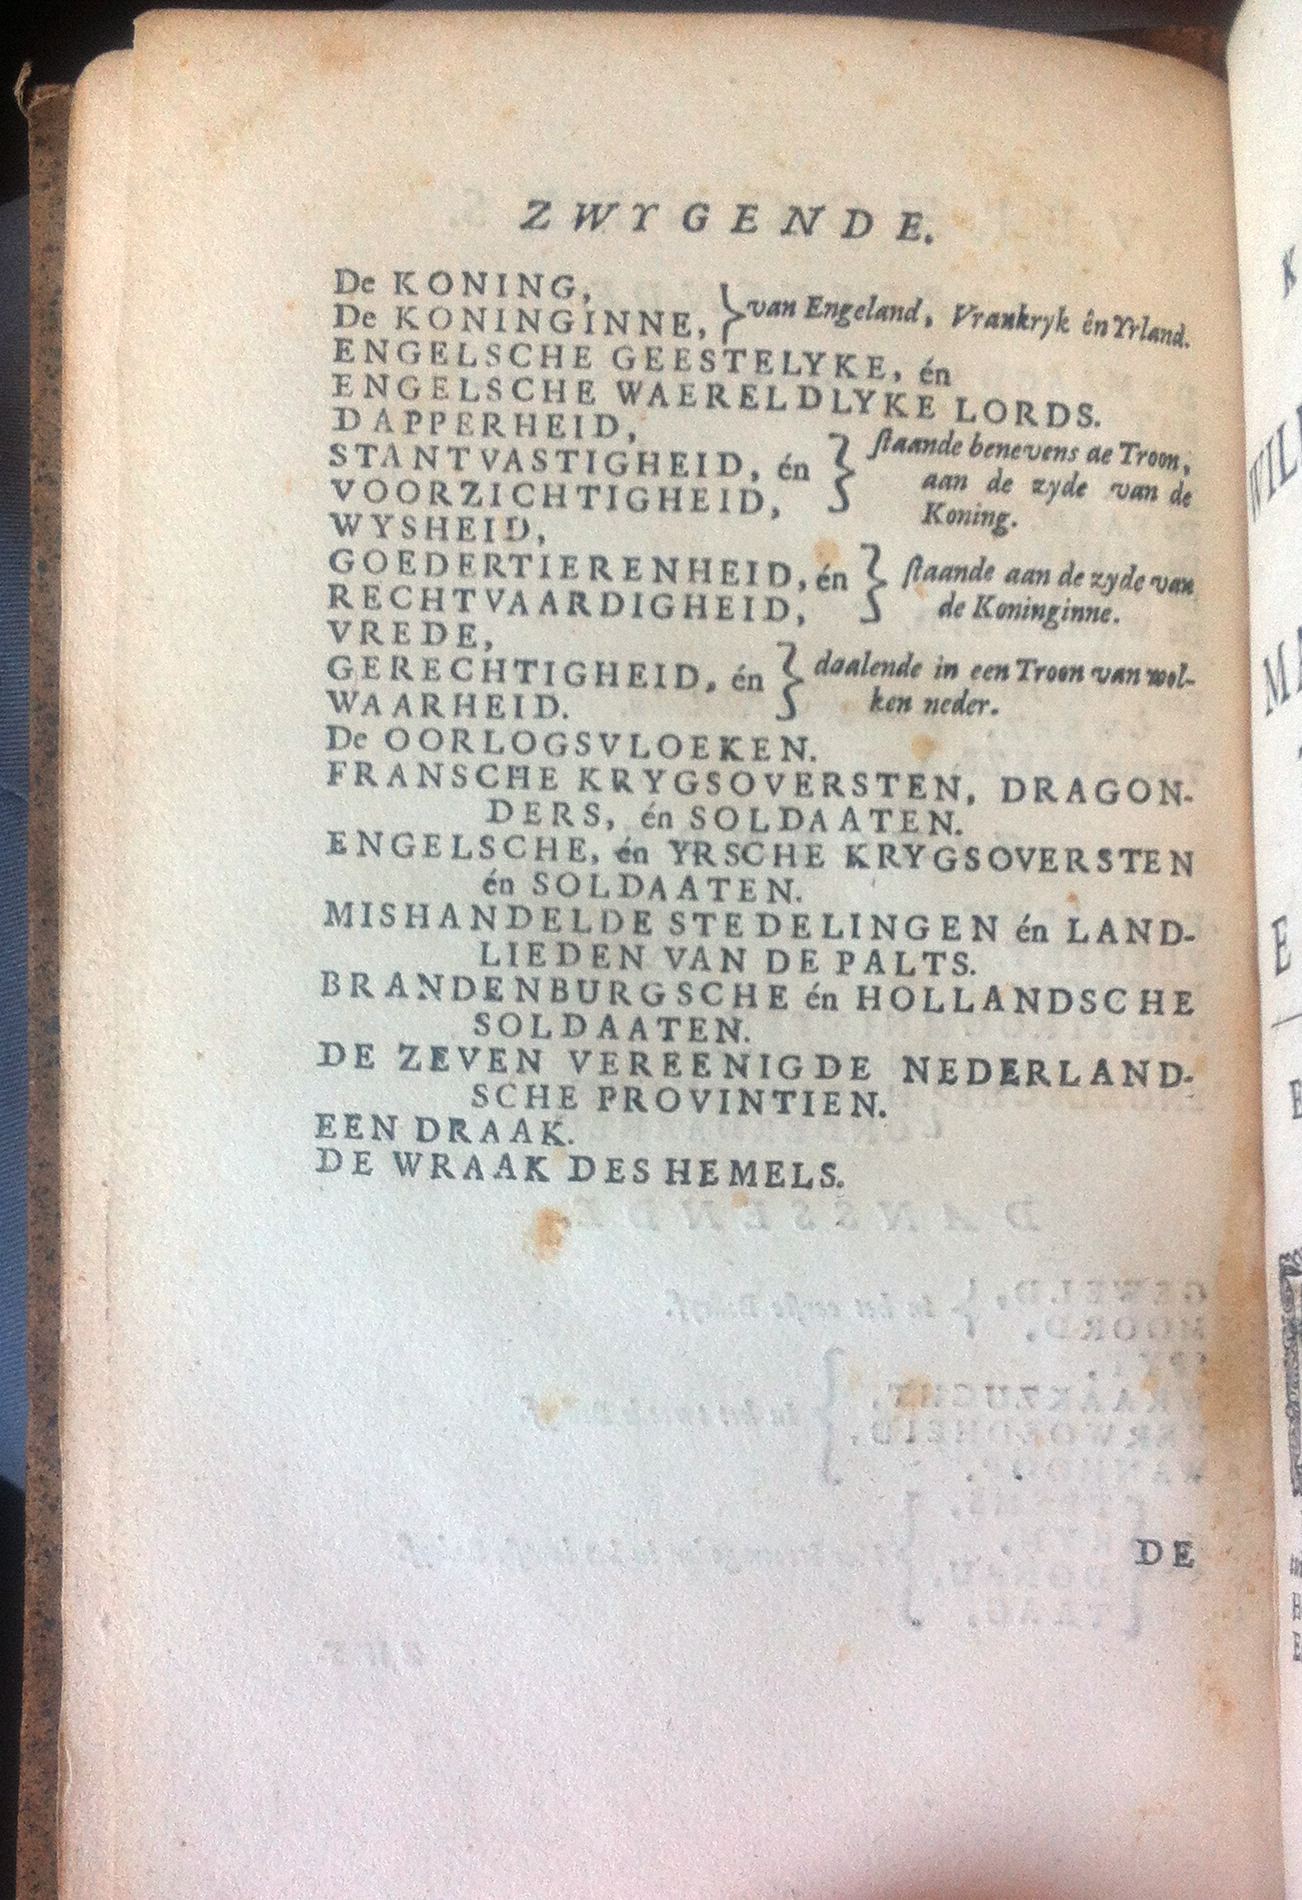 ZWYGENDE.
De KONING,
De KONINGINNE, } van Engeland, Vrankryk ên Yrland.
ENGELSCHE GEESTELYKE, én
ENGELSCHE WAERELDLYKE LORDS.
DAPPERHEID,
STANTVASTIGHEID, én } staande benevens de Troon,
VOORZICHTIGHEID, aan de zyde van de
Koning.
WYSHEID,
GOEDERTIERENHEID, én } staande aan de zyde van
RECHTVAARDIGHEID, de Koninginne.
VREDE,
GERECHTIGHEID, én } daalende in een Troon van wol-
WAARHEID. ken neder.
De OORLOGSVLOEKEN.
FRANSCHE KRYGSOVERSTEN, DRAGON-
DERS, én SOLDAATEN.
ENGELSCHE, én YRSCHE KRYGSOVERSTEN
én SOLDAATEN.
MISHANDELDE STEDELINGEN én LAND-
LIEDEN VAN DE PALTS.
BRANDENBURGSCHE én HOLLANDSCHE
SOLDAATEN.
DE ZEVEN VEREENIGDE NEDERLAND-
SCHE PROVINTIEN.
EEN DRAAK.
DE WRAAK DES HEMELS.
DE